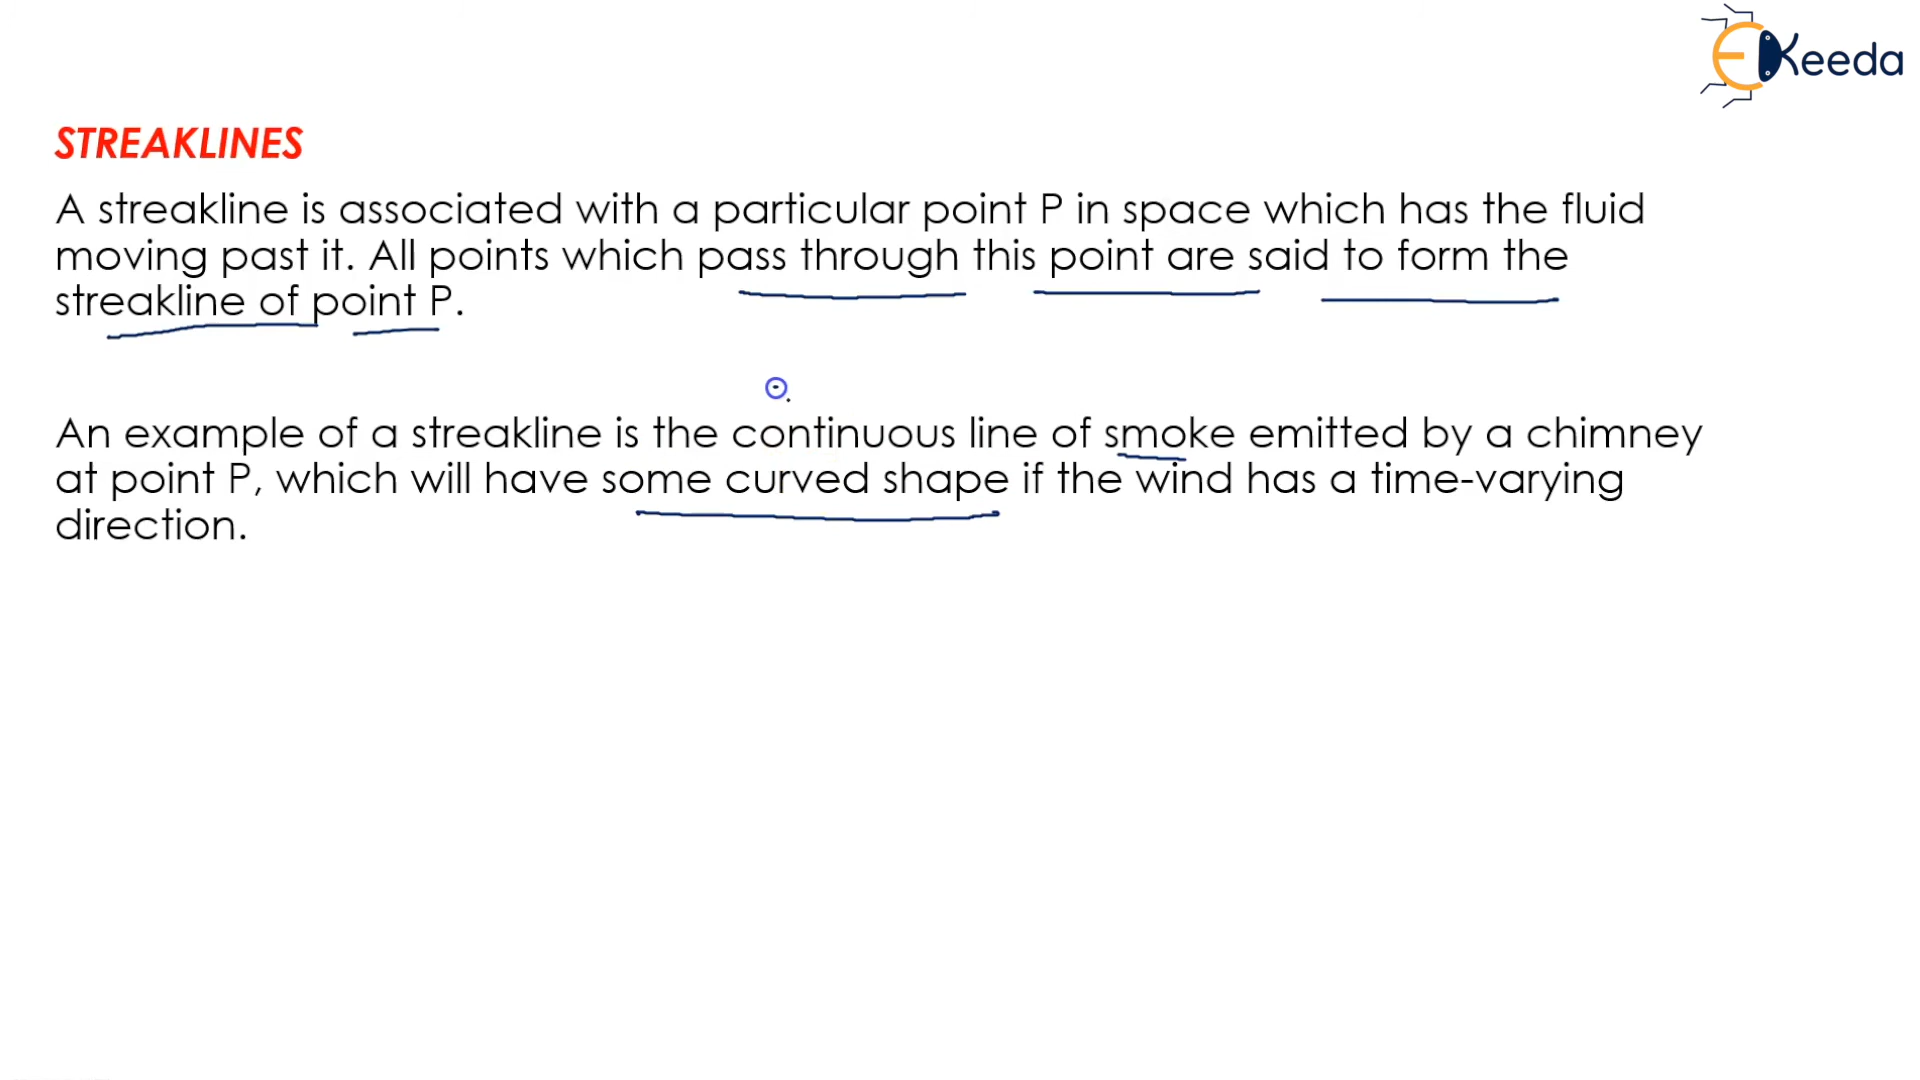 EKeeda
STREAKLINES
A streakline is associated with a particular point P in space which has the fluid
moving past it. All points which pass through this point are said to form the
streakline of point P.
An example of a streakline is the continuous line of smoke emitted by a chimney
at point P, which will have some curved shape if the wind has a time-varying
direction.